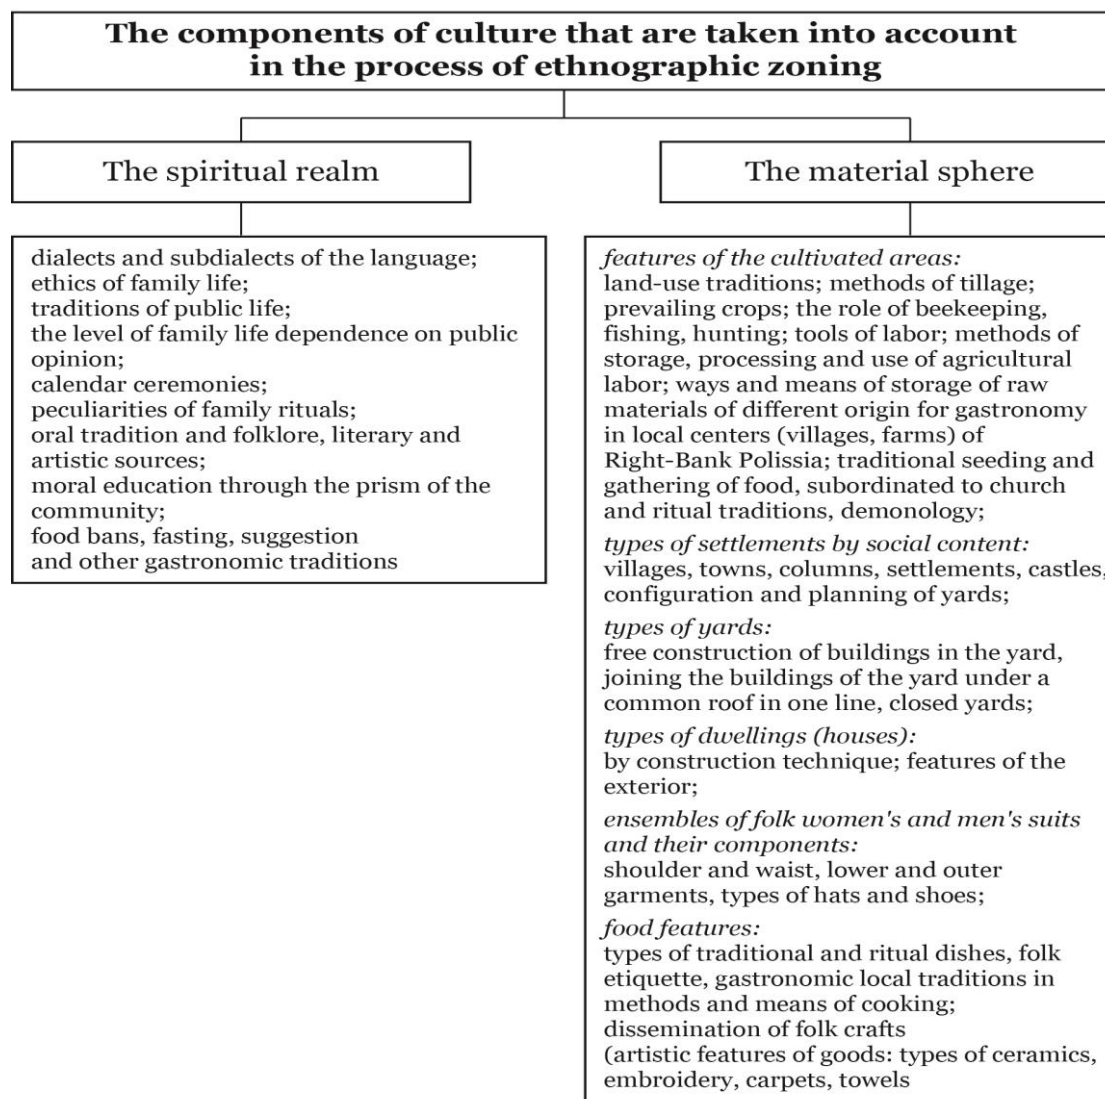 The components of culture that are taken into account
in the process of ethnographic zoning
The spiritual realm
The material sphere
dialects and subdialects of the language;
ethics of family life;
traditions of public life;
the level of family life dependence on public
opinion;
calendar ceremonies;
peculiarities of family rituals;
oral tradition and folklore, literary and
artistic sources;
moral education through the prism of the
community;
food bans, fasting, suggestion
and other gastronomic traditions
features of the cultivated areas:
land-use traditions; methods of tillage;
prevailing crops; the role of beekeeping,
fishing, hunting; tools of labor; methods of
storage, processing and use of agricultural
labor; ways and means of storage of raw
materials of different origin for gastronomy
in local centers (villages, farms) of
Right-Bank Polissia; traditional seeding and
gathering of food, subordinated to church
and ritual traditions, demonology;
types of settlements by social content:
villages, towns, columns, settlements, castles,
configuration and planning of yards;
types of yards:
free construction of buildings in the yard,
joining the buildings of the yard under a
common roof in one line, closed yards;
types of dwellings (houses):
by construction technique; features of the
exterior;
ensembles of folk women's and men's suits
and their components:
shoulder and waist, lower and outer
garments, types of hats and shoes;
food features:
types of traditional and ritual dishes, folk
etiquette, gastronomic local traditions in
methods and means of cooking;
dissemination of folk crafts
(artistic features of goods: types of ceramics,
embroidery, carpets, towels